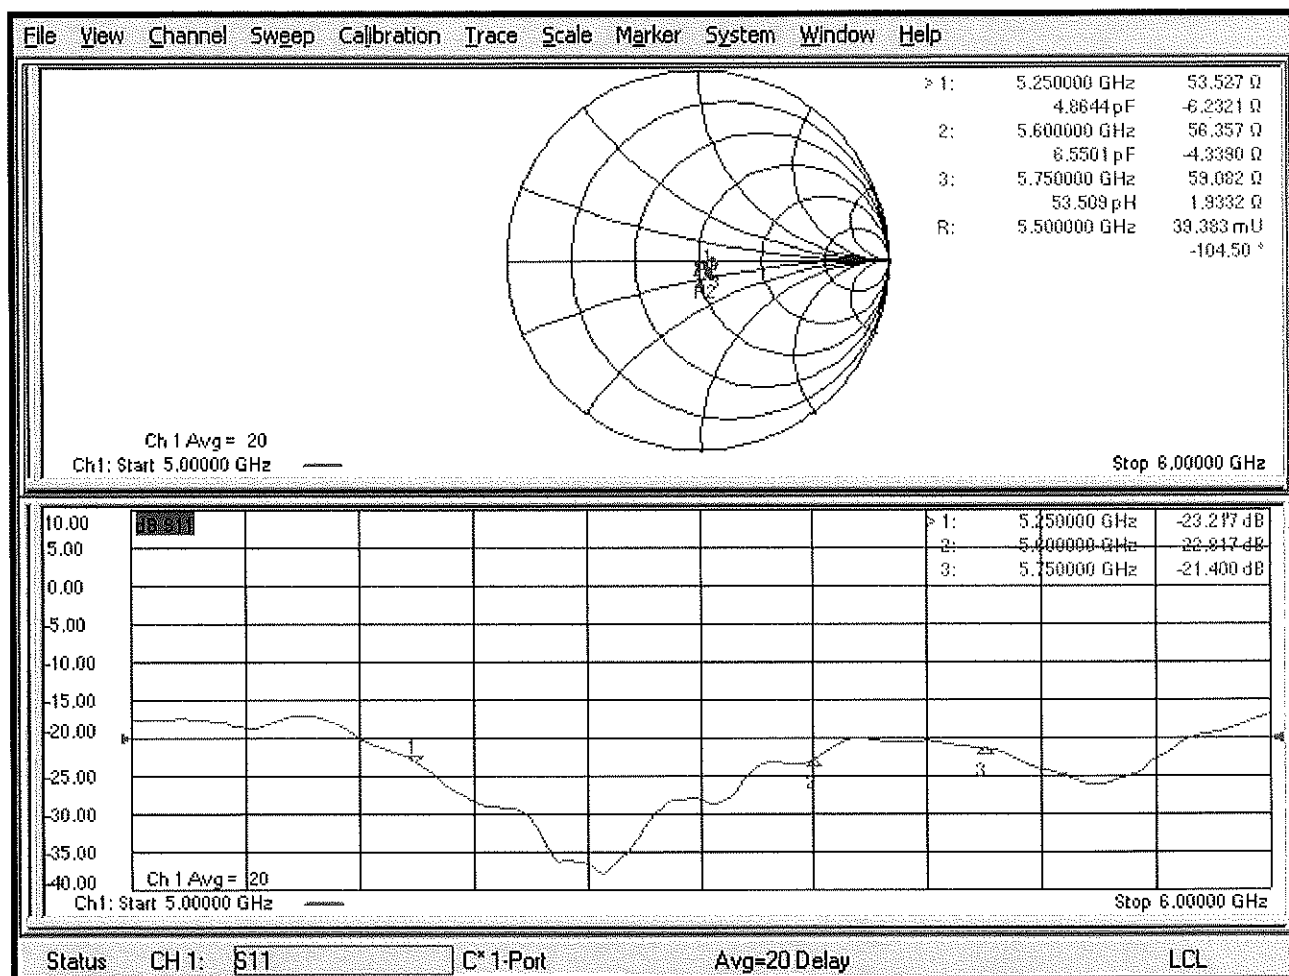 File View Channel Sweep Calibration Trace Scale Marker System Window Help
> 1: 5.250000 GHz 53.527 Ω
4.8644 pF -6.2321 Ω
2: 5.600000 GHz 56.357 Ω
6.5501 pF -4.3390 Ω
3: 5.750000 GHz 59.082 Ω
53.509 pH 1.9332 Ω
R: 5.500000 GHz 39.383 mU
-104.50 °
R 2
Ch 1 Avg = 20
Ch1: Start 5.00000 GHz
Stop 6.00000 GHz
dB S11
> 1: 5.250000 GHz -23.217 dB
2: 5.600000 GHz -22.817 dB
3: 5.750000 GHz -21.400 dB
10.00
5.00
0.00
-5.00
-10.00
-15.00
-20.00
-25.00
-30.00
-35.00
-40.00
1
2
3
Ch 1 Avg = 20
Ch1: Start 5.00000 GHz
Stop 6.00000 GHz
Status CH 1: S11 C* 1-Port Avg=20 Delay LCL